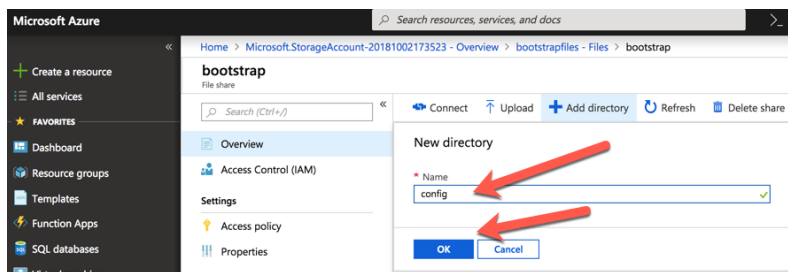 Microsoft Azure
Search resources, services, and docs
>_
«
Home > Microsoft.StorageAccount-20181002173523 - Overview > bootstrapfiles - Files > bootstrap
Create a resource
All services
FAVORITES
Dashboard
Resource groups
Templates
Function Apps
SQL databases
bootstrap
File share
Search (Ctrl+/)
«
Overview
Access Control (IAM)
Settings
Access policy
Properties
Connect
Upload
Add directory
Refresh
Delete share
New directory
* Name
config
OK
Cancel